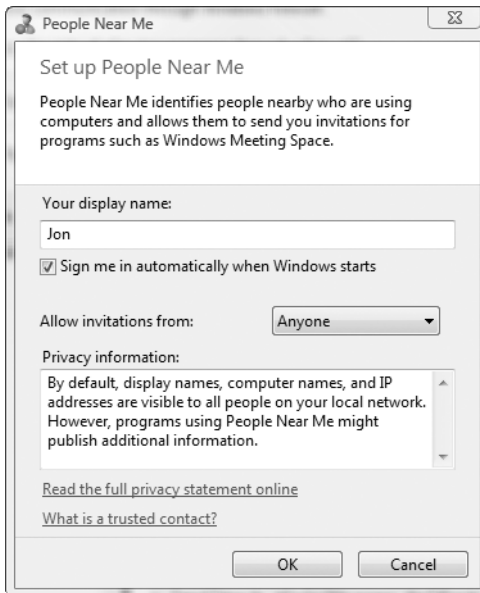 People Near Me
Set up People Near Me
People Near Me identifies people nearby who are using
computers and allows them to send you invitations for
programs such as Windows Meeting Space.
Your display name:
Jon
Sign me in automatically when Windows starts
Allow invitations from:
Anyone
Privacy information:
By default, display names, computer names, and IP
addresses are visible to all people on your local network.
However, programs using People Near Me might
publish additional information.
Read the full privacy statement online
What is a trusted contact?
OK
Cancel